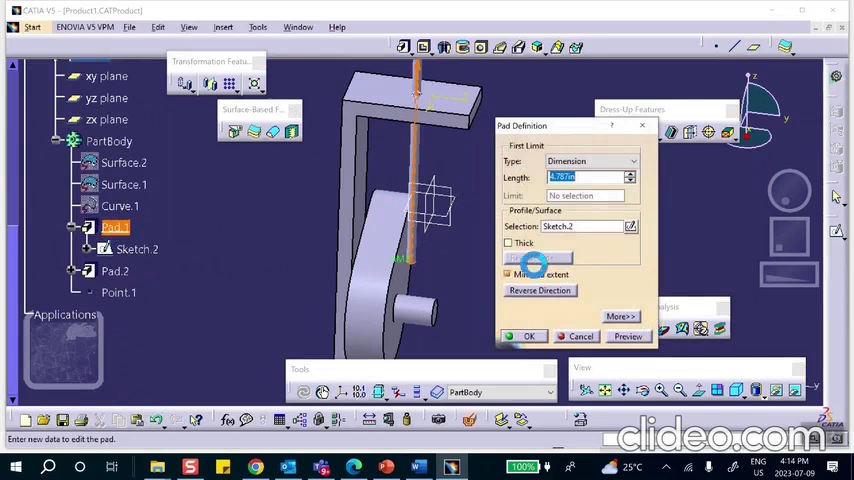 CATIA V5 - [Product1.CATProduct]
Start ENOVIA V5 VPM File Edit View Insert Tools Window Help
Transformation Featu...
xy plane
yz plane
zx plane
PartBody
Surface.2
Surface.1
Curve.1
Pad.1
Sketch.2
Pad.2
Point.1
Applications
Surface-Based F...
Dress-Up Features
z
y
x
Pad Definition
? ×
First Limit
Type: Dimension
Length: 4.787in
Limit: No selection
Profile/Surface
Selection: Sketch.2
Thick
Reverse Direction
More>>
OK Cancel Preview
Tools
PartBody
View
Enter new data to edit the pad.
clideo.com
100%
25°C
ENG
US
4:14 PM
2023-07-09